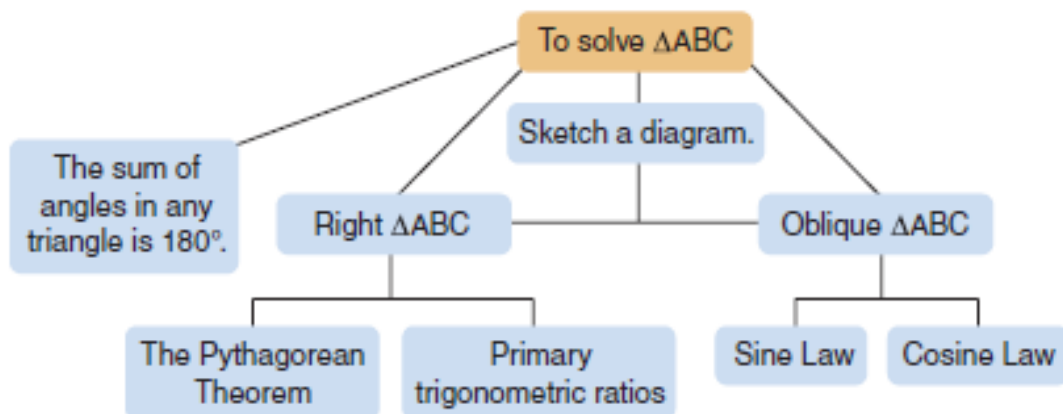 To solve ΔABC
Sketch a diagram.
The sum of
angles in any
triangle is 180°.
Right ΔABC
Oblique ΔABC
The Pythagorean
Theorem
Primary
trigonometric ratios
Sine Law
Cosine Law